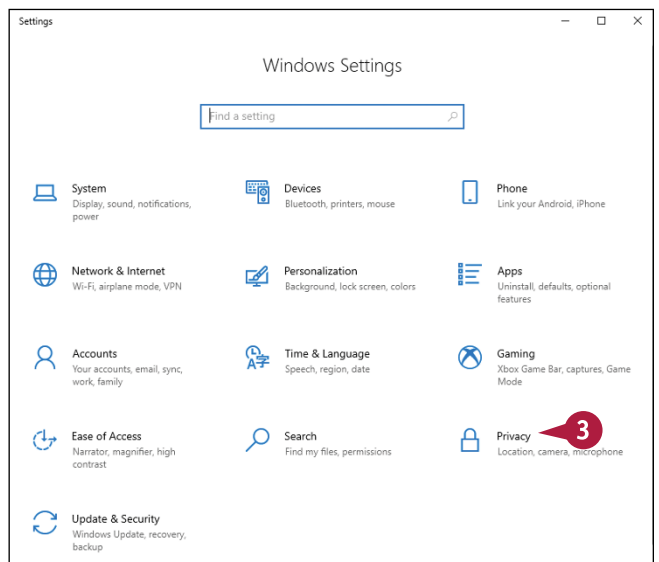 Settings
Windows Settings
Find a setting
System
Display, sound, notifications,
power
Devices
Bluetooth, printers, mouse
Phone
Link your Android, iPhone
Network & Internet
Wi-Fi, airplane mode, VPN
Personalization
Background, lock screen, colors
Apps
Uninstall, defaults, optional
features
Accounts
Your accounts, email, sync,
work, family
Time & Language
Speech, region, date
Gaming
Xbox Game Bar, captures, Game
Mode
Ease of Access
Narrator, magnifier, high
contrast
Search
Find my files, permissions
Privacy
Location, camera, microphone
3
Update & Security
Windows Update, recovery,
backup